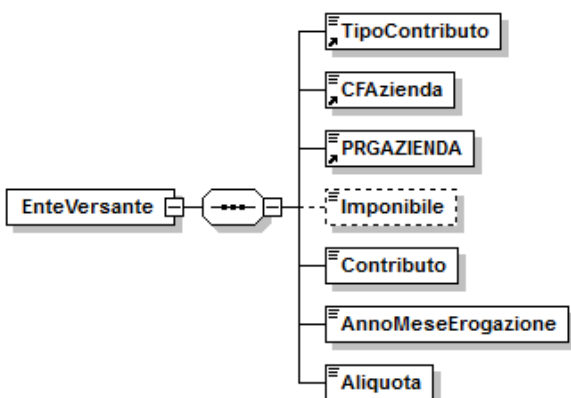 TipoContributo
CFAzienda
PRGAZIENDA
EnteVersante
Imponibile
Contributo
AnnoMeseErogazione
Aliquota